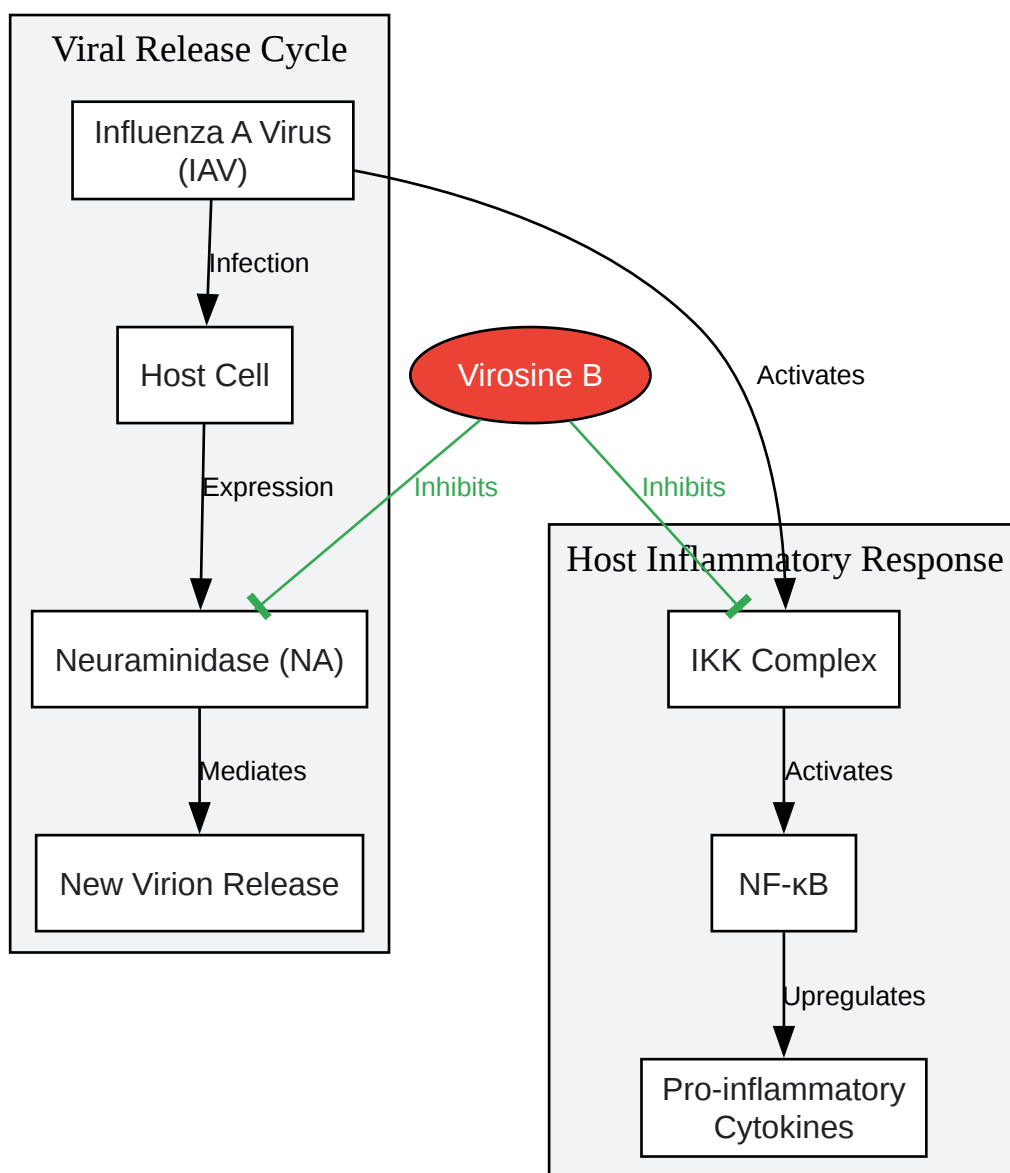 Viral Release Cycle
Influenza A Virus
(IAV)
Infection
Host Cell
Virosine B
Activates
Expression
Inhibits
Inhibits
Host Inflammatory Response
Neuraminidase (NA)
IKK Complex
Mediates
Activates
New Virion Release
NF-κB
Upregulates
Pro-inflammatory
Cytokines